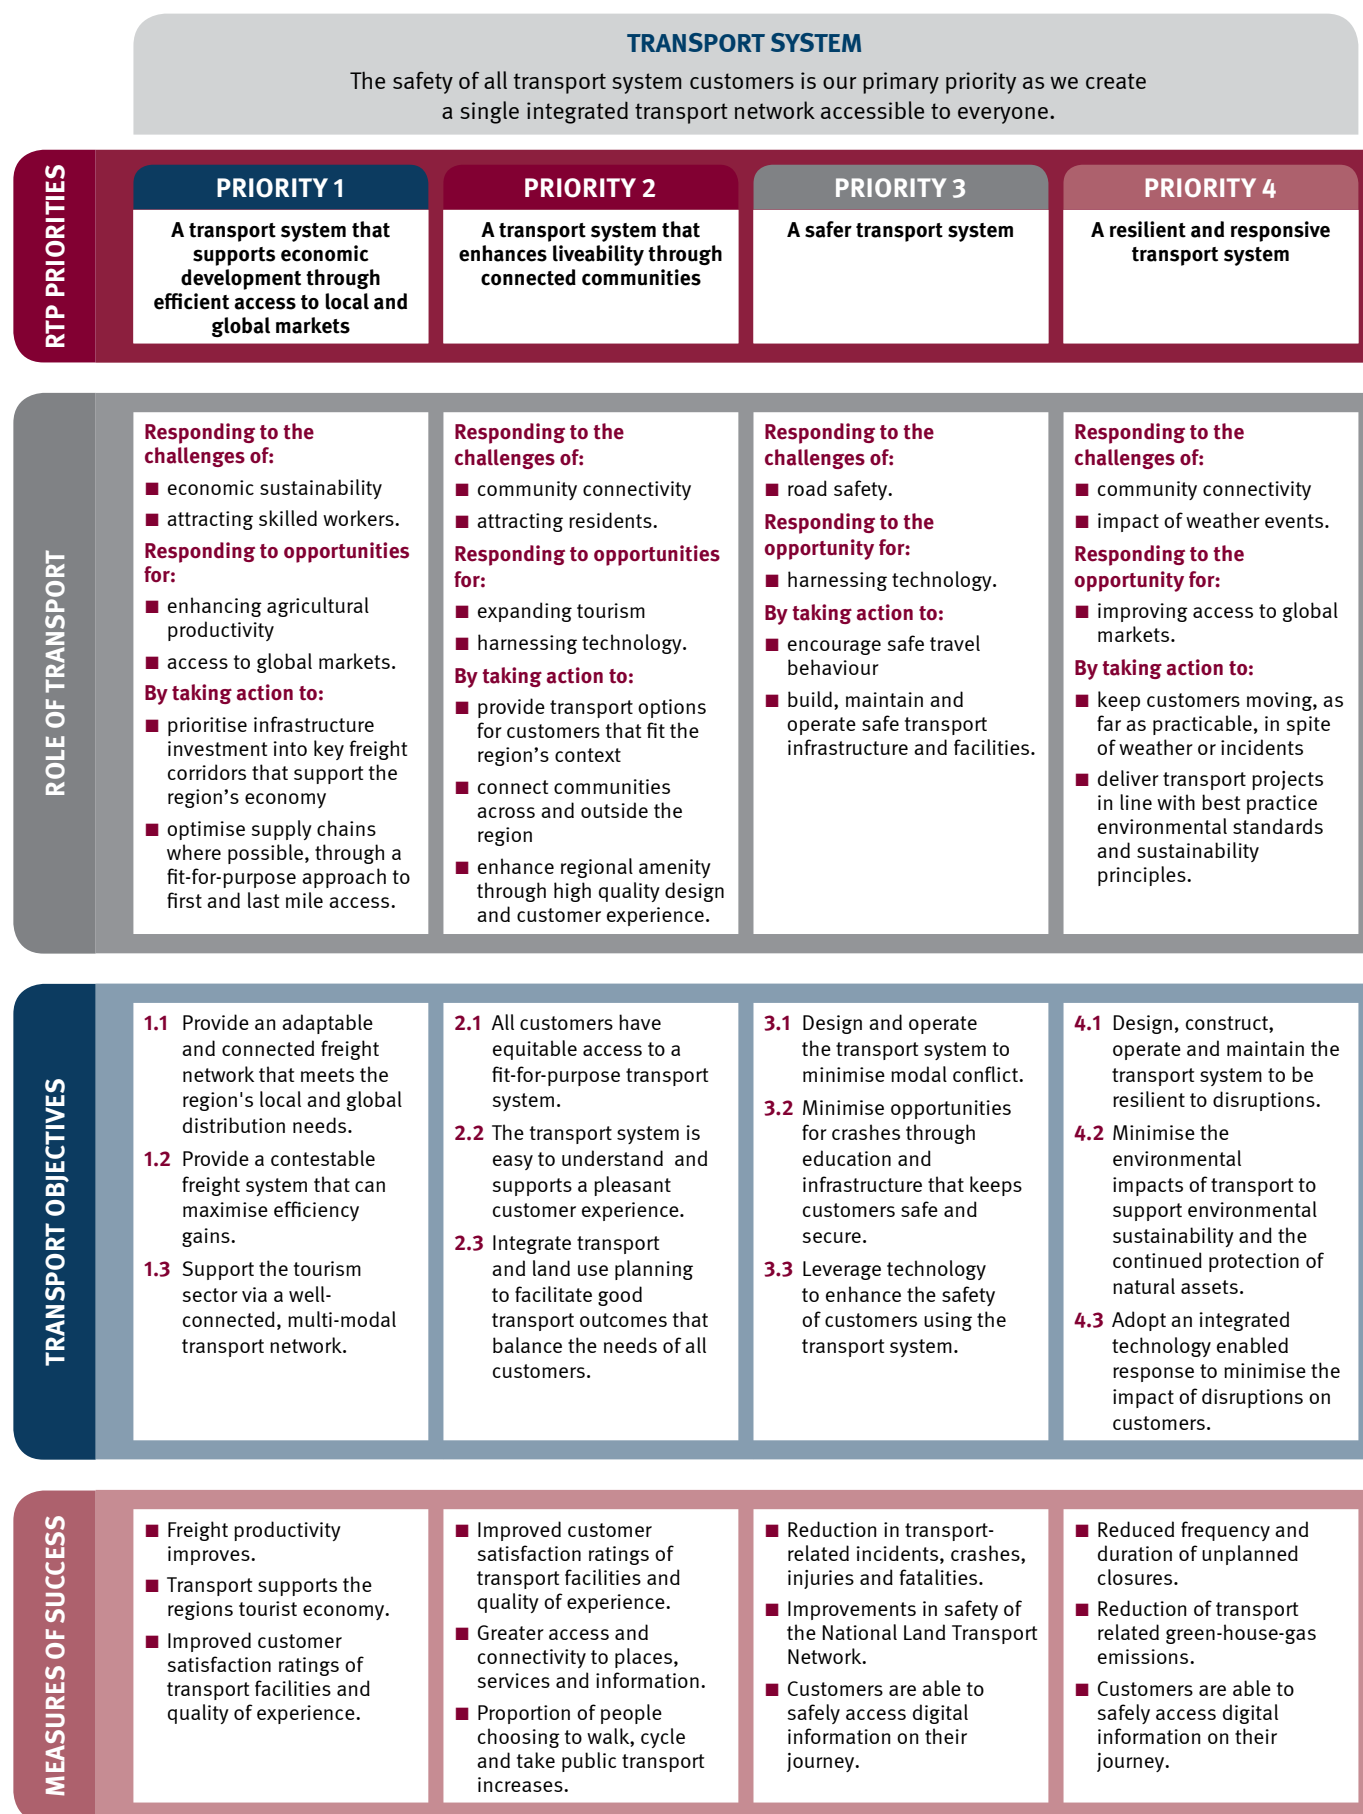 TRANSPORT SYSTEM
The safety of all transport system customers is our primary priority as we create
a single integrated transport network accessible to everyone.
RTP PRIORITIES
PRIORITY 1
A transport system that
supports economic
development through
efficient access to local and
global markets
PRIORITY 2
A transport system that
enhances liveability through
connected communities
PRIORITY 3
A safer transport system
PRIORITY 4
A resilient and responsive
transport system
ROLE OF TRANSPORT
Responding to the
challenges of:
■ economic sustainability
■ attracting skilled workers.
Responding to opportunities
for:
■ enhancing agricultural
productivity
■ access to global markets.
By taking action to:
■ prioritise infrastructure
investment into key freight
corridors that support the
region’s economy
■ optimise supply chains
where possible, through a
fit-for-purpose approach to
first and last mile access.
Responding to the
challenges of:
■ community connectivity
■ attracting residents.
Responding to opportunities
for:
■ expanding tourism
■ harnessing technology.
By taking action to:
■ provide transport options
for customers that fit the
region’s context
■ connect communities
across and outside the
region
■ enhance regional amenity
through high quality design
and customer experience.
Responding to the
challenges of:
■ road safety.
Responding to the
opportunity for:
■ harnessing technology.
By taking action to:
■ encourage safe travel
behaviour
■ build, maintain and
operate safe transport
infrastructure and facilities.
Responding to the
challenges of:
■ community connectivity
■ impact of weather events.
Responding to the
opportunity for:
■ improving access to global
markets.
By taking action to:
■ keep customers moving, as
far as practicable, in spite
of weather or incidents
■ deliver transport projects
in line with best practice
environmental standards
and sustainability
principles.
TRANSPORT OBJECTIVES
1.1 Provide an adaptable
and connected freight
network that meets the
region's local and global
distribution needs.
1.2 Provide a contestable
freight system that can
maximise efficiency
gains.
1.3 Support the tourism
sector via a well-
connected, multi-modal
transport network.
2.1 All customers have
equitable access to a
fit-for-purpose transport
system.
2.2 The transport system is
easy to understand and
supports a pleasant
customer experience.
2.3 Integrate transport
and land use planning
to facilitate good
transport outcomes that
balance the needs of all
customers.
3.1 Design and operate
the transport system to
minimise modal conflict.
3.2 Minimise opportunities
for crashes through
education and
infrastructure that keeps
customers safe and
secure.
3.3 Leverage technology
to enhance the safety
of customers using the
transport system.
4.1 Design, construct,
operate and maintain the
transport system to be
resilient to disruptions.
4.2 Minimise the
environmental
impacts of transport to
support environmental
sustainability and the
continued protection of
natural assets.
4.3 Adopt an integrated
technology enabled
response to minimise the
impact of disruptions on
customers.
MEASURES OF SUCCESS
■ Freight productivity
improves.
■ Transport supports the
regions tourist economy.
■ Improved customer
satisfaction ratings of
transport facilities and
quality of experience.
■ Improved customer
satisfaction ratings of
transport facilities and
quality of experience.
■ Greater access and
connectivity to places,
services and information.
■ Proportion of people
choosing to walk, cycle
and take public transport
increases.
■ Reduction in transport-
related incidents, crashes,
injuries and fatalities.
■ Improvements in safety of
the National Land Transport
Network.
■ Customers are able to
safely access digital
information on their
journey.
■ Reduced frequency and
duration of unplanned
closures.
■ Reduction of transport
related green-house-gas
emissions.
■ Customers are able to
safely access digital
information on their
journey.